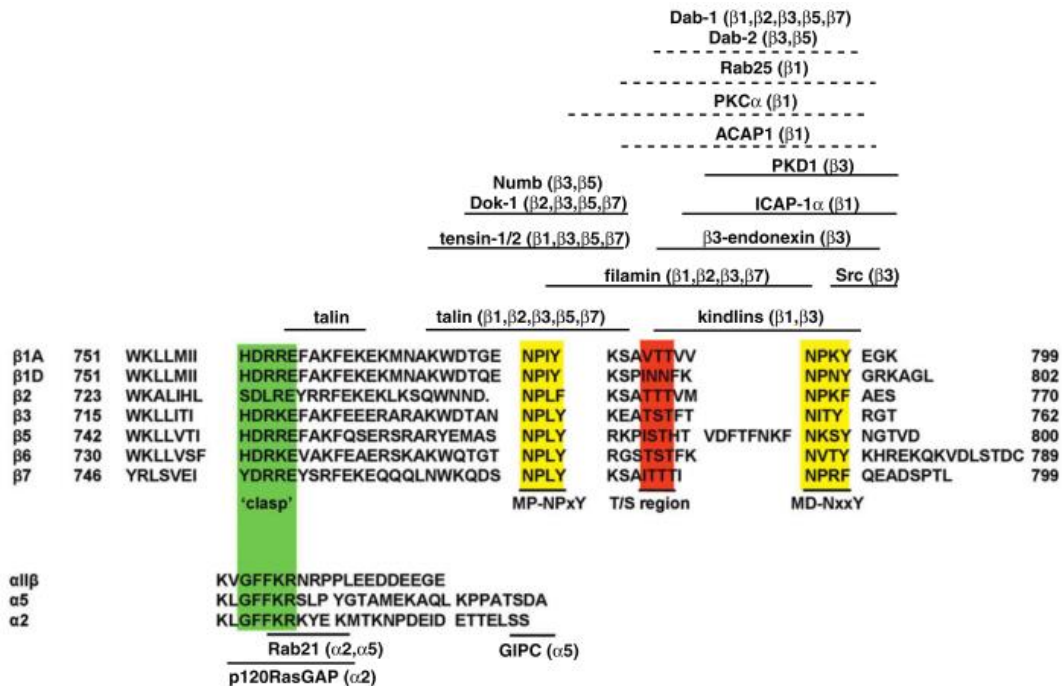 Dab-1 (β1,β2,β3,β5,β7)
Dab-2 (β3,β5)
Rab25 (β1)
PKCα (β1)
ACAP1 (β1)
PKD1 (β3)
Numb (β3,β5)
Dok-1 (β2,β3,β5,β7) ICAP-1α (β1)
tensin-1/2 (β1,β3,β5,β7) β3-endonexin (β3)
filamin (β1,β2,β3,β7) Src (β3)
talin talin (β1,β2,β3,β5,β7) kindlins (β1,β3)
β1A 751 WKLLMII HDRREFAKFEKEKMNAKWDTGE NPIY KSAVTTVV NPKY EGK 799
β1D 751 WKLLMII HDRREFAKFEKEKMNAKWDTQE NPIY KSPINNFK NPNY GRKAGL 802
β2 723 WKALIHL SDLREYRRFEKEKLKSQWNND. NPLF KSATTTVM NPKF AES 770
β3 715 WKLLITI HDRKEFAKFEEERARAKWDTAN NPLY KEATSTFT NITY RGT 762
β5 742 WKLLVTI HDRREFAKFQSERSRARYEMAS NPLY RKPISTHT VDFTFNKF NKSY NGTVD 800
β6 730 WKLLVSF HDRKEVAKFEAERSKAKWQTGT NPLY RGSTSTFK NVTY KHREKQKVDLSTDC 789
β7 746 YRLSVEI YDRREYSRFEKEQQQLNWKQDS NPLY KSAITTTI NPRF QEADSPTL 799
'clasp' MP-NPxY T/S region MD-NxxY
αIIβ KVGFFKRNRPPLEEDDEEGE
α5 KLGFFKRSLP YGTAMEKAQL KPPATSDA
α2 KLGFFKRKYEK MTKNPDEID ETTELSS
Rab21 (α2,α5) GIPC (α5)
p120RasGAP (α2)